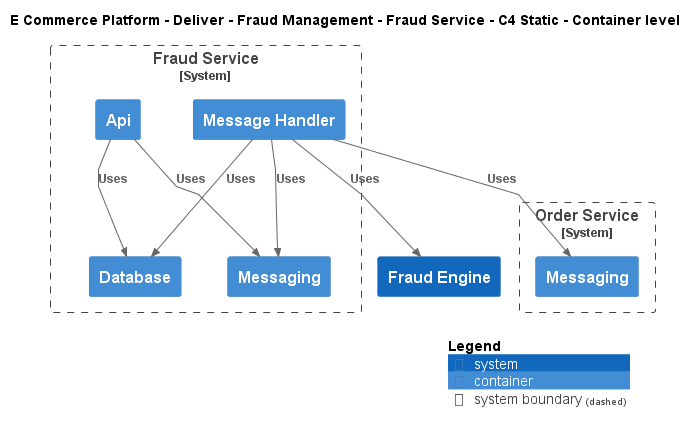 E Commerce Platform - Deliver - Fraud Management - Fraud Service - C4 Static - Container level
Fraud Service
[System]
Api
Message Handler
Uses
Uses
Uses
Uses
Uses
Uses
Order Service
[System]
Database
Messaging
Fraud Engine
Messaging
Legend
system
container
system boundary (dashed)